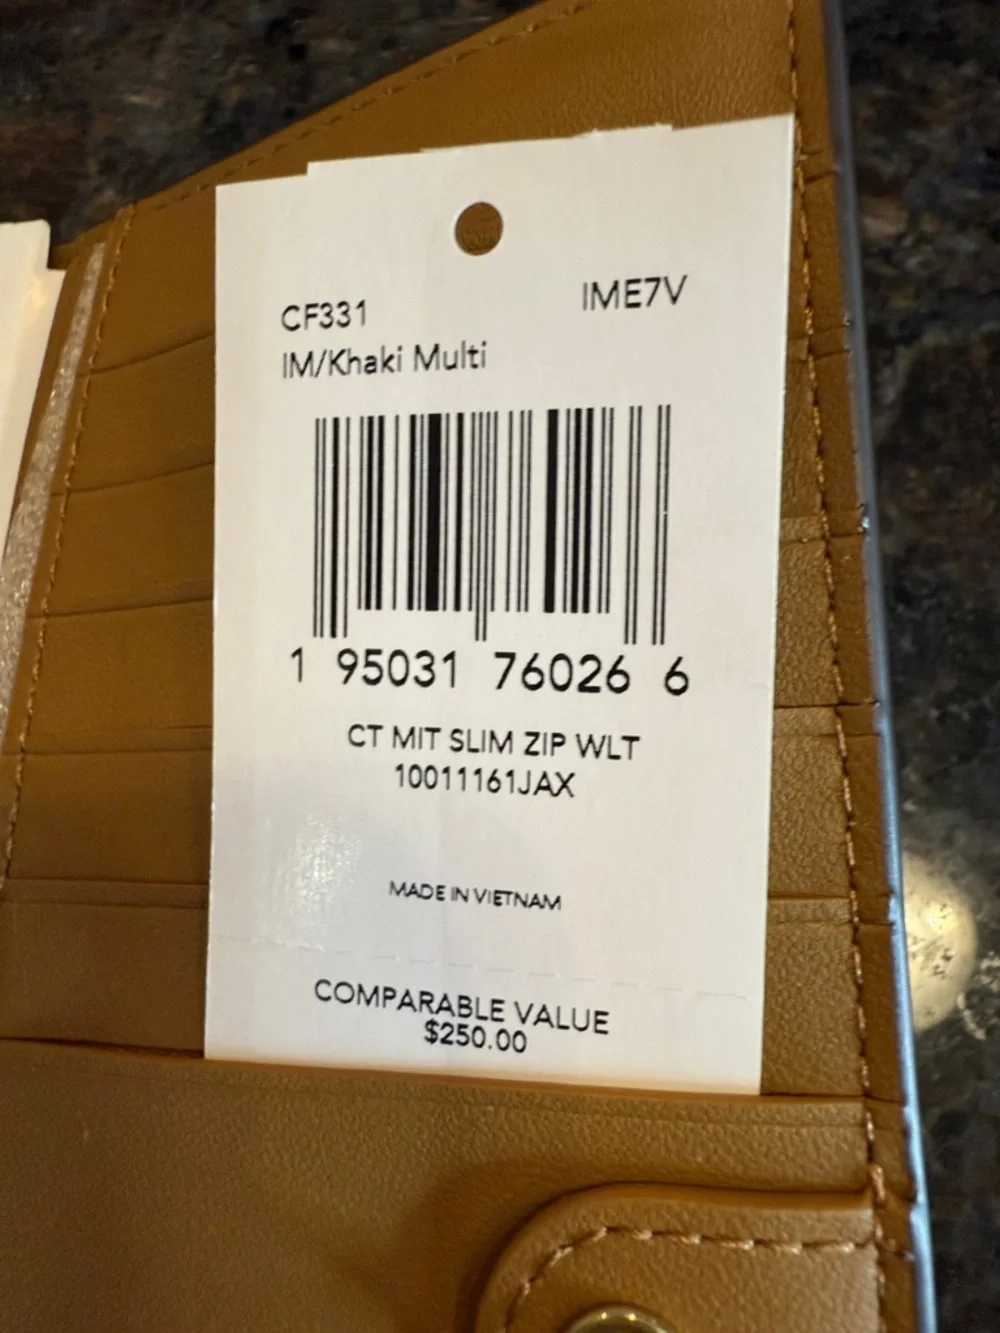 CF331 IME7V
IM/Khaki Multi
1 95031 76026 6
CT MIT SLIM ZIP WLT
10011161JAX
MADE IN VIETNAM
COMPARABLE VALUE
$250.00